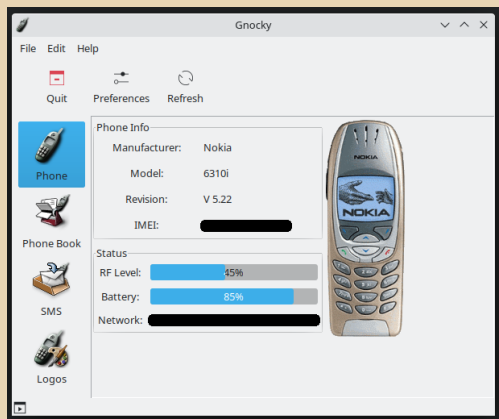 Gnocky
File Edit Help
Quit Preferences Refresh
Phone
Phone Book
SMS
Logos
Phone Info
Manufacturer: Nokia
Model: 6310i
Revision: V 5.22
IMEI:
Status
RF Level: 45%
Battery: 85%
Network:
NOKIA
NOKIA